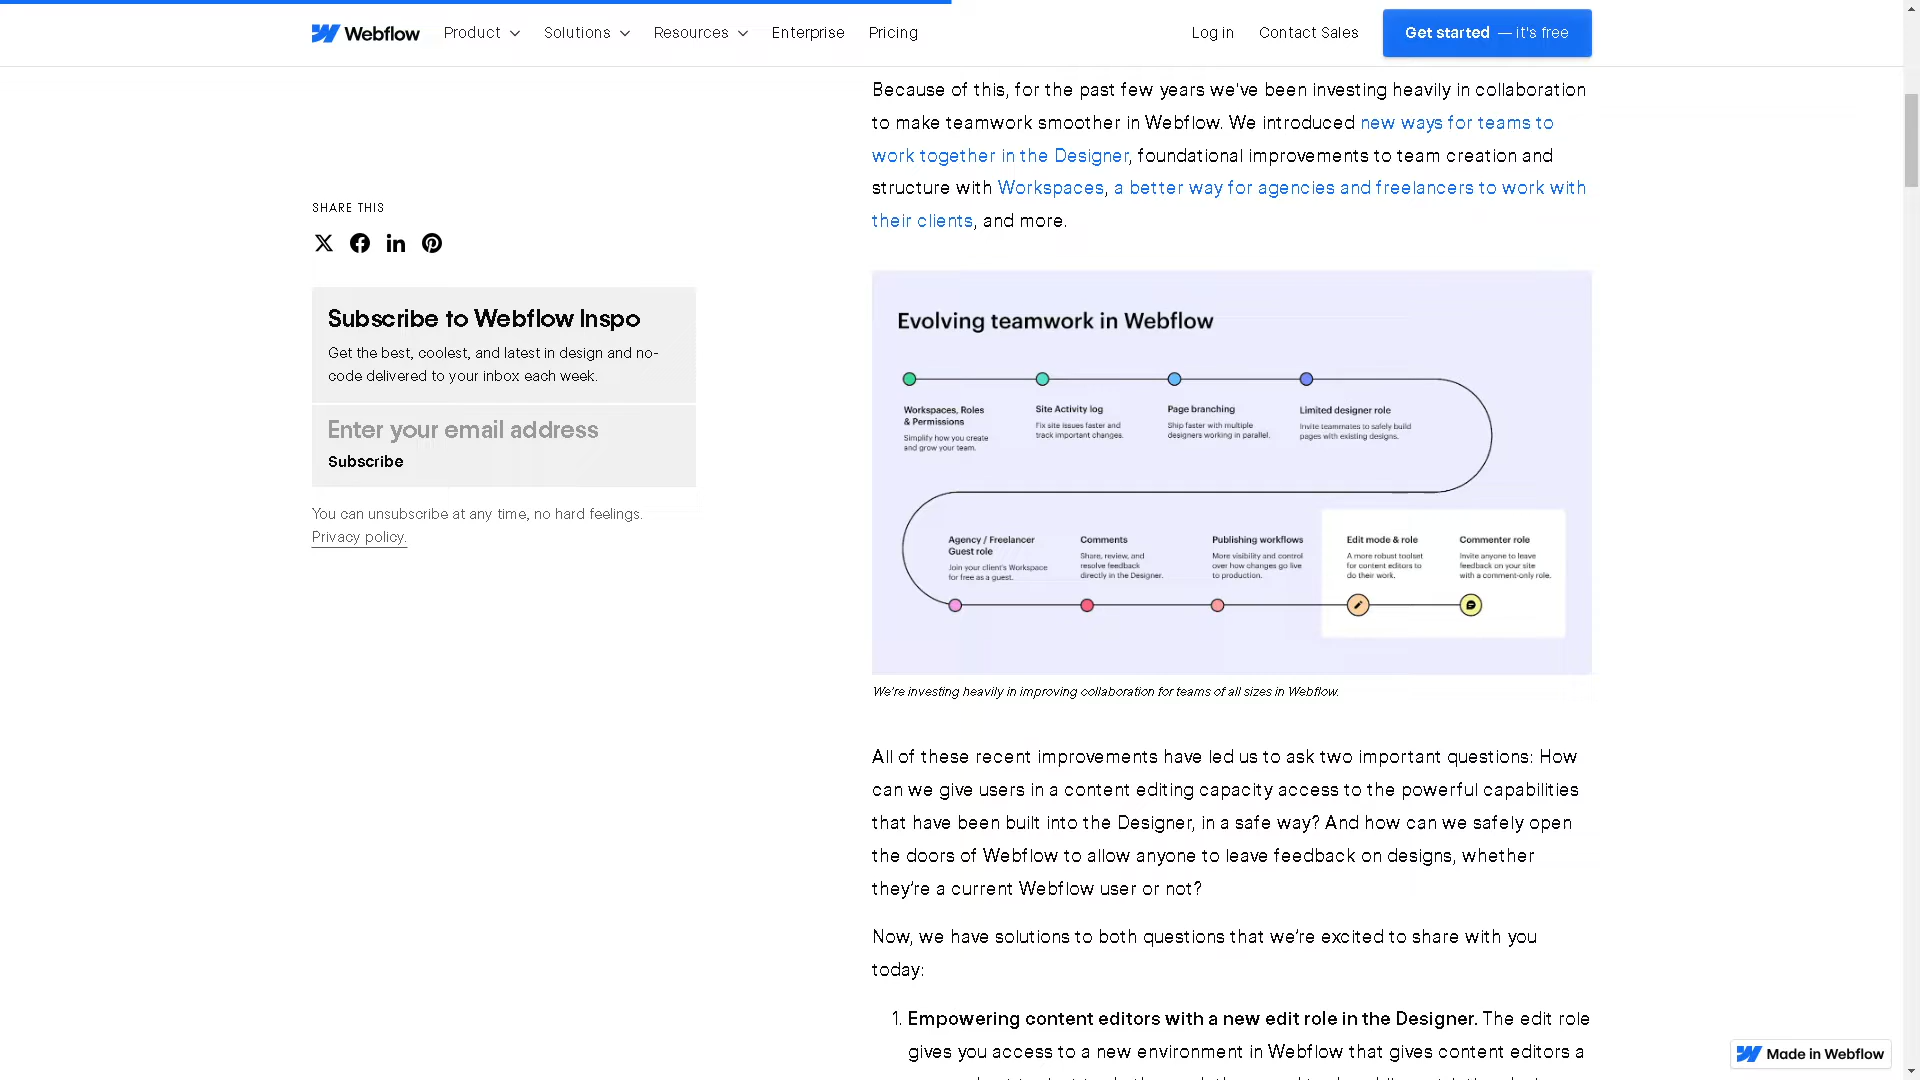 Webflow
Product
Solutions
Resources
Enterprise
Pricing
Log in
Contact Sales
Get started — it's free
SHARE THIS
Subscribe to Webflow Inspo
Get the best, coolest, and latest in design and no-
code delivered to your inbox each week.
Enter your email address
Subscribe
You can unsubscribe at any time, no hard feelings.
Privacy policy.
Because of this, for the past few years we've been investing heavily in collaboration
to make teamwork smoother in Webflow. We introduced new ways for teams to
work together in the Designer, foundational improvements to team creation and
structure with Workspaces, a better way for agencies and freelancers to work with
their clients, and more.
Evolving teamwork in Webflow
Workspaces, Roles
& Permissions
Simplify how you create
and grow your team.
Site Activity log
Fix site issues faster and
track important changes.
Page branching
Ship faster with multiple
designers working in parallel.
Limited designer role
Invite teammates to safely build
pages with existing designs.
Agency / Freelancer
Guest role
Join your client's Workspace
for free as a guest.
Comments
Share, review, and
resolve feedback
directly in the Designer.
Publishing workflows
More visibility and control
over how changes go live
to production.
Edit mode & role
A more robust toolset
for content editors to
do their work.
Commenter role
Invite anyone to leave
feedback on your site
with a comment-only role.
We're investing heavily in improving collaboration for teams of all sizes in Webflow.
All of these recent improvements have led us to ask two important questions: How
can we give users in a content editing capacity access to the powerful capabilities
that have been built into the Designer, in a safe way? And how can we safely open
the doors of Webflow to allow anyone to leave feedback on designs, whether
they're a current Webflow user or not?
Now, we have solutions to both questions that we're excited to share with you
today:
1. Empowering content editors with a new edit role in the Designer. The edit role
gives you access to a new environment in Webflow that gives content editors a
Made in Webflow